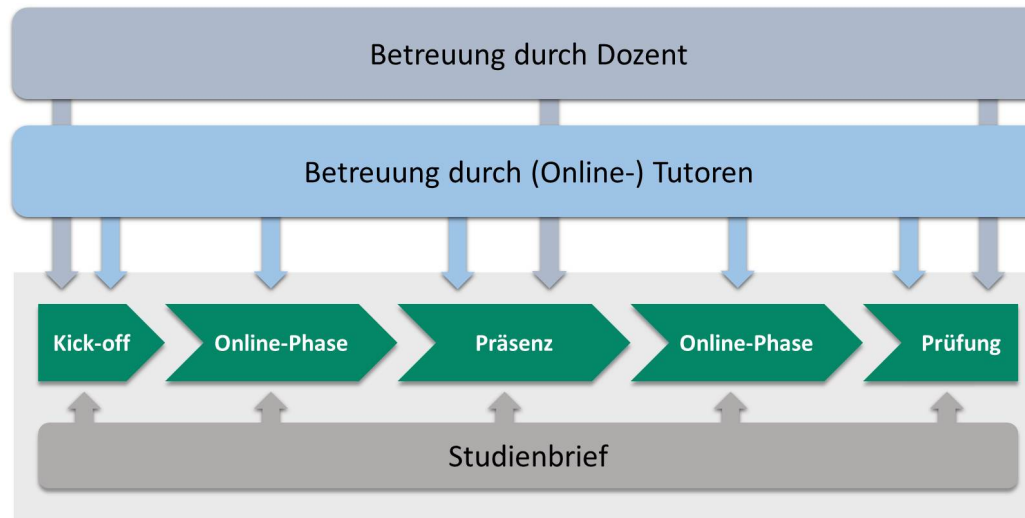 Betreuung durch Dozent
Betreuung durch (Online-) Tutoren
Kick-off
Online-Phase
Präsenz
Online-Phase
Prüfung
Studienbrief